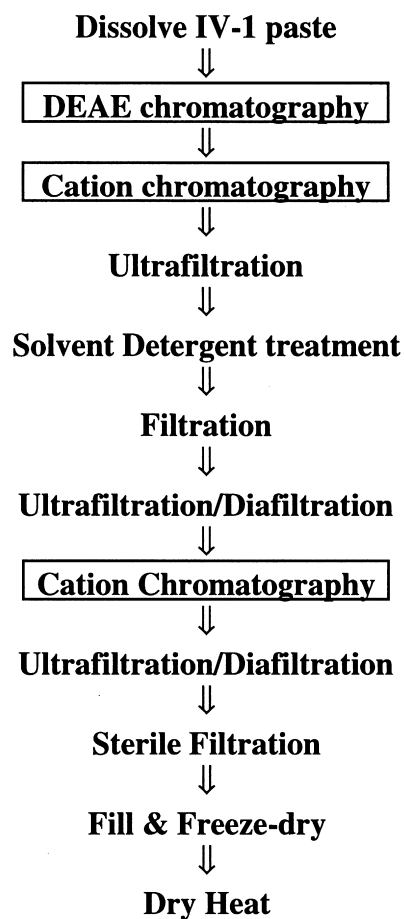 Dissolve IV-1 paste
⇓
DEAE chromatography
⇓
Cation chromatography
⇓
Ultrafiltration
⇓
Solvent Detergent treatment
⇓
Filtration
⇓
Ultrafiltration/Diafiltration
⇓
Cation Chromatography
⇓
Ultrafiltration/Diafiltration
⇓
Sterile Filtration
⇓
Fill & Freeze-dry
⇓
Dry Heat